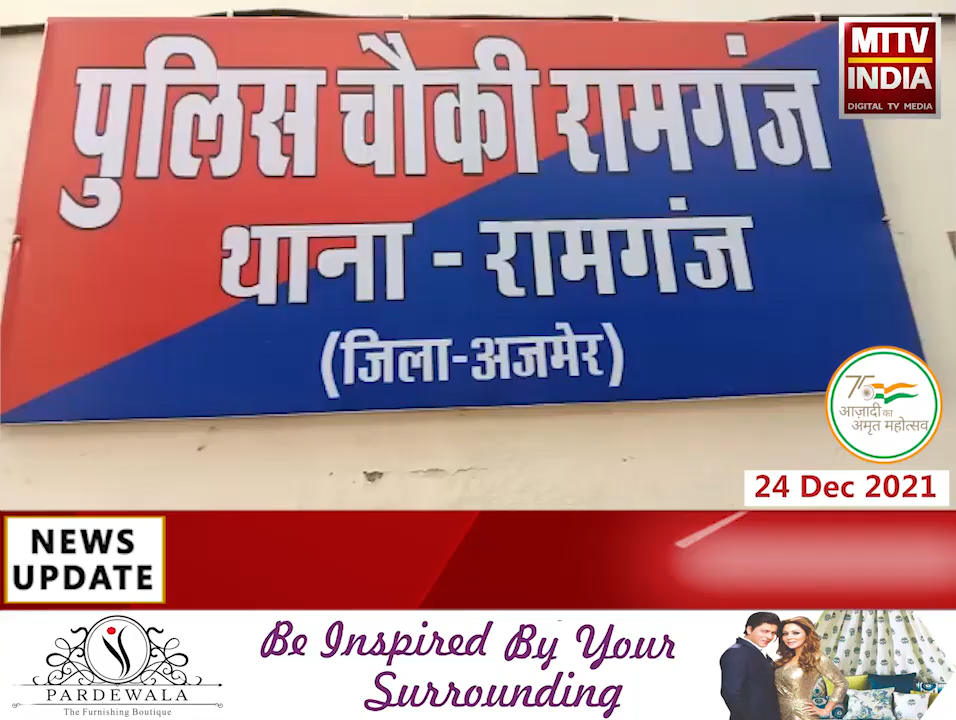 पुलिस चौकी रामगंज
थाना - रामगंज
(जिला-अजमेर)
MTTV
INDIA
DIGITAL TV MEDIA
75
आज़ादी का
अमृत महोत्सव
24 Dec 2021
NEWS
UPDATE
PARDEWALA
The Furnishing Boutique
Be Inspired By Your
Surrounding